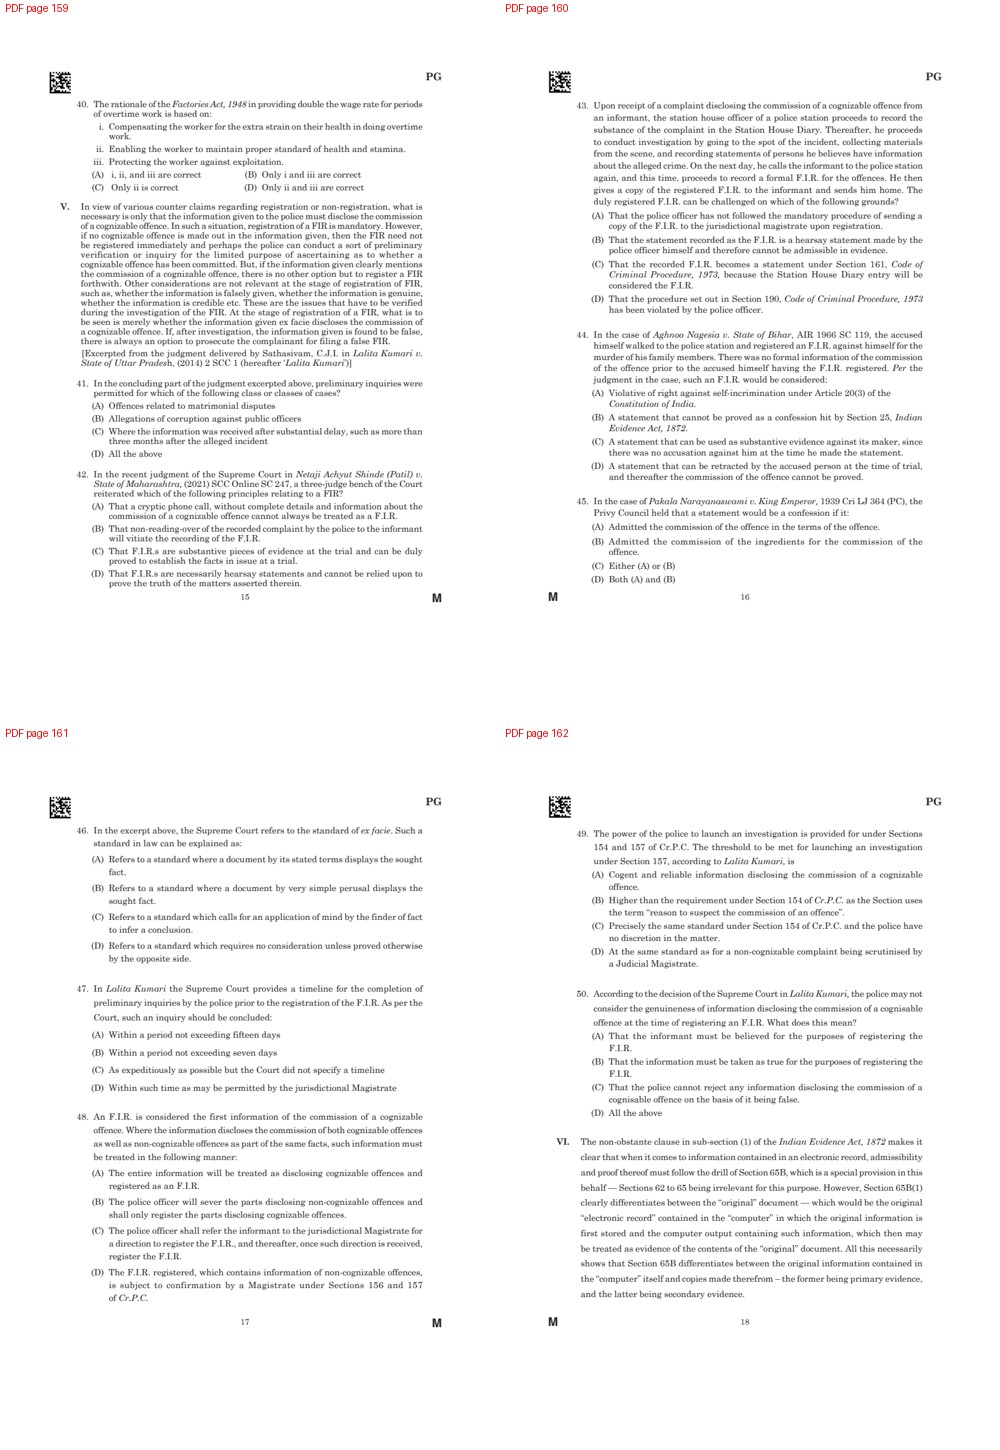 PDF page 159
PG
40. The rationale of the Factories Act, 1948 in providing double the wage rate for periods
of overtime work is based on:
i. Compensating the worker for the extra strain on their health in doing overtime
work.
ii. Enabling the worker to maintain proper standard of health and stamina.
iii. Protecting the worker against exploitation.
(A) i, ii, and iii are correct (B) Only i and iii are correct
(C) Only ii is correct (D) Only ii and iii are correct
V. In view of various counter claims regarding registration or non-registration, what is
necessary is only that the information given to the police must disclose the commission
of a cognizable offence. In such a situation, registration of a FIR is mandatory. However,
if no cognizable offence is made out in the information given, then the FIR need not
be registered immediately and perhaps the police can conduct a sort of preliminary
verification or inquiry for the limited purpose of ascertaining as to whether a
cognizable offence has been committed. But, if the information given clearly mentions
the commission of a cognizable offence, there is no other option but to register a FIR
forthwith. Other considerations are not relevant at the stage of registration of FIR,
such as, whether the information is falsely given, whether the information is genuine,
whether the information is credible etc. These are the issues that have to be verified
during the investigation of the FIR. At the stage of registration of a FIR, what is to
be seen is merely whether the information given ex facie discloses the commission of
a cognizable offence. If, after investigation, the information given is found to be false,
there is always an option to prosecute the complainant for filing a false FIR.
[Excerpted from the judgment delivered by Sathasivam, C.J.I. in Lalita Kumari v.
State of Uttar Pradesh, (2014) 2 SCC 1 (hereafter 'Lalita Kumari')]
41. In the concluding part of the judgment excerpted above, preliminary inquiries were
permitted for which of the following class or classes of cases?
(A) Offences related to matrimonial disputes
(B) Allegations of corruption against public officers
(C) Where the information was received after substantial delay, such as more than
three months after the alleged incident
(D) All the above
42. In the recent judgment of the Supreme Court in Netaji Achyut Shinde (Patil) v.
State of Maharashtra, (2021) SCC Online SC 247, a three-judge bench of the Court
reiterated which of the following principles relating to a FIR?
(A) That a cryptic phone call, without complete details and information about the
commission of a cognizable offence cannot always be treated as a F.I.R.
(B) That non-reading-over of the recorded complaint by the police to the informant
will vitiate the recording of the F.I.R.
(C) That F.I.R.s are substantive pieces of evidence at the trial and can be duly
proved to establish the facts in issue at a trial.
(D) That F.I.R.s are necessarily hearsay statements and cannot be relied upon to
prove the truth of the matters asserted therein.
15
M
PDF page 160
PG
43. Upon receipt of a complaint disclosing the commission of a cognizable offence from
an informant, the station house officer of a police station proceeds to record the
substance of the complaint in the Station House Diary. Thereafter, he proceeds
to conduct investigation by going to the spot of the incident, collecting materials
from the scene, and recording statements of persons he believes have information
about the alleged crime. On the next day, he calls the informant to the police station
again, and this time, proceeds to record a formal F.I.R. for the offences. He then
gives a copy of the registered F.I.R. to the informant and sends him home. The
duly registered F.I.R. can be challenged on which of the following grounds?
(A) That the police officer has not followed the mandatory procedure of sending a
copy of the F.I.R. to the jurisdictional magistrate upon registration.
(B) That the statement recorded as the F.I.R. is a hearsay statement made by the
police officer himself and therefore cannot be admissible in evidence.
(C) That the recorded F.I.R. becomes a statement under Section 161, Code of
Criminal Procedure, 1973, because the Station House Diary entry will be
considered the F.I.R.
(D) That the procedure set out in Section 190, Code of Criminal Procedure, 1973
has been violated by the police officer.
44. In the case of Aghnoo Nagesia v. State of Bihar, AIR 1966 SC 119, the accused
himself walked to the police station and registered an F.I.R. against himself for the
murder of his family members. There was no formal information of the commission
of the offence prior to the accused himself having the F.I.R. registered. Per the
judgment in the case, such an F.I.R. would be considered:
(A) Violative of right against self-incrimination under Article 20(3) of the
Constitution of India.
(B) A statement that cannot be proved as a confession hit by Section 25, Indian
Evidence Act, 1872.
(C) A statement that can be used as substantive evidence against its maker, since
there was no accusation against him at the time he made the statement.
(D) A statement that can be retracted by the accused person at the time of trial,
and thereafter the commission of the offence cannot be proved.
45. In the case of Pakala Narayanaswami v. King Emperor, 1939 Cri LJ 364 (PC), the
Privy Council held that a statement would be a confession if it:
(A) Admitted the commission of the offence in the terms of the offence.
(B) Admitted the commission of the ingredients for the commission of the
offence.
(C) Either (A) or (B)
(D) Both (A) and (B)
M
16
PDF page 161
PG
46. In the excerpt above, the Supreme Court refers to the standard of ex facie. Such a
standard in law can be explained as:
(A) Refers to a standard where a document by its stated terms displays the sought
fact.
(B) Refers to a standard where a document by very simple perusal displays the
sought fact.
(C) Refers to a standard which calls for an application of mind by the finder of fact
to infer a conclusion.
(D) Refers to a standard which requires no consideration unless proved otherwise
by the opposite side.
47. In Lalita Kumari the Supreme Court provides a timeline for the completion of
preliminary inquiries by the police prior to the registration of the F.I.R. As per the
Court, such an inquiry should be concluded:
(A) Within a period not exceeding fifteen days
(B) Within a period not exceeding seven days
(C) As expeditiously as possible but the Court did not specify a timeline
(D) Within such time as may be permitted by the jurisdictional Magistrate
48. An F.I.R. is considered the first information of the commission of a cognizable
offence. Where the information discloses the commission of both cognizable offences
as well as non-cognizable offences as part of the same facts, such information must
be treated in the following manner:
(A) The entire information will be treated as disclosing cognizable offences and
registered as an F.I.R.
(B) The police officer will sever the parts disclosing non-cognizable offences and
shall only register the parts disclosing cognizable offences.
(C) The police officer shall refer the informant to the jurisdictional Magistrate for
a direction to register the F.I.R., and thereafter, once such direction is received,
register the F.I.R.
(D) The F.I.R. registered, which contains information of non-cognizable offences,
is subject to confirmation by a Magistrate under Sections 156 and 157
of Cr.P.C.
17
M
PDF page 162
PG
49. The power of the police to launch an investigation is provided for under Sections
154 and 157 of Cr.P.C. The threshold to be met for launching an investigation
under Section 157, according to Lalita Kumari, is
(A) Cogent and reliable information disclosing the commission of a cognizable
offence.
(B) Higher than the requirement under Section 154 of Cr.P.C. as the Section uses
the term “reason to suspect the commission of an offence”.
(C) Precisely the same standard under Section 154 of Cr.P.C. and the police have
no discretion in the matter.
(D) At the same standard as for a non-cognizable complaint being scrutinised by
a Judicial Magistrate.
50. According to the decision of the Supreme Court in Lalita Kumari, the police may not
consider the genuineness of information disclosing the commission of a cognisable
offence at the time of registering an F.I.R. What does this mean?
(A) That the informant must be believed for the purposes of registering the
F.I.R.
(B) That the information must be taken as true for the purposes of registering the
F.I.R.
(C) That the police cannot reject any information disclosing the commission of a
cognisable offence on the basis of it being false.
(D) All the above
VI. The non-obstante clause in sub-section (1) of the Indian Evidence Act, 1872 makes it
clear that when it comes to information contained in an electronic record, admissibility
and proof thereof must follow the drill of Section 65B, which is a special provision in this
behalf — Sections 62 to 65 being irrelevant for this purpose. However, Section 65B(1)
clearly differentiates between the “original” document — which would be the original
“electronic record” contained in the “computer” in which the original information is
first stored and the computer output containing such information, which then may
be treated as evidence of the contents of the “original” document. All this necessarily
shows that Section 65B differentiates between the original information contained in
the “computer” itself and copies made therefrom – the former being primary evidence,
and the latter being secondary evidence.
M
18